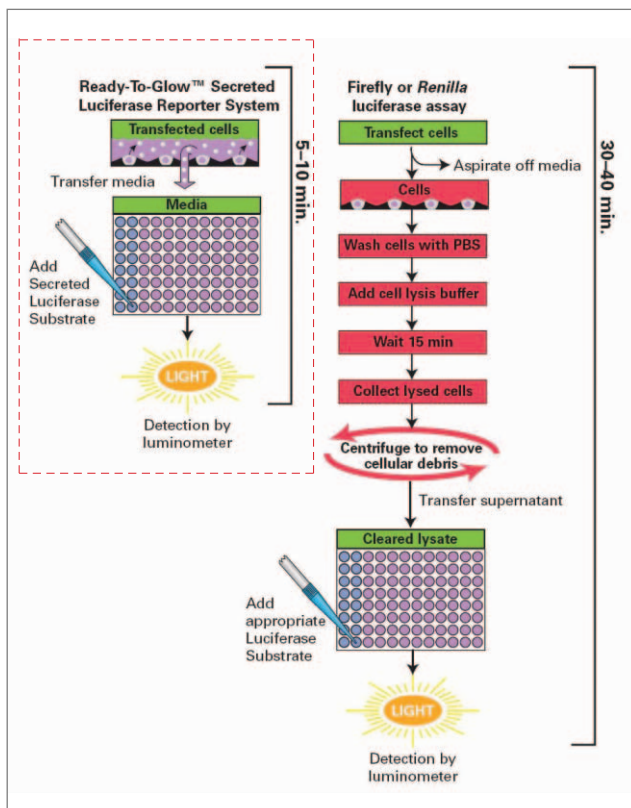 Ready-To-Glow™ Secreted
Luciferase Reporter System
Transfected cells
Transfer media
Media
Add
Secreted
Luciferase
Substrate
LIGHT
Detection by
luminometer
5–10 min.
Firefly or Renilla
luciferase assay
Transfect cells
Aspirate off media
Cells
Wash cells with PBS
Add cell lysis buffer
Wait 15 min
Collect lysed cells
Centrifuge to remove
cellular debris
Transfer supernatant
Cleared lysate
Add
appropriate
Luciferase
Substrate
LIGHT
Detection by
luminometer
30–40 min.